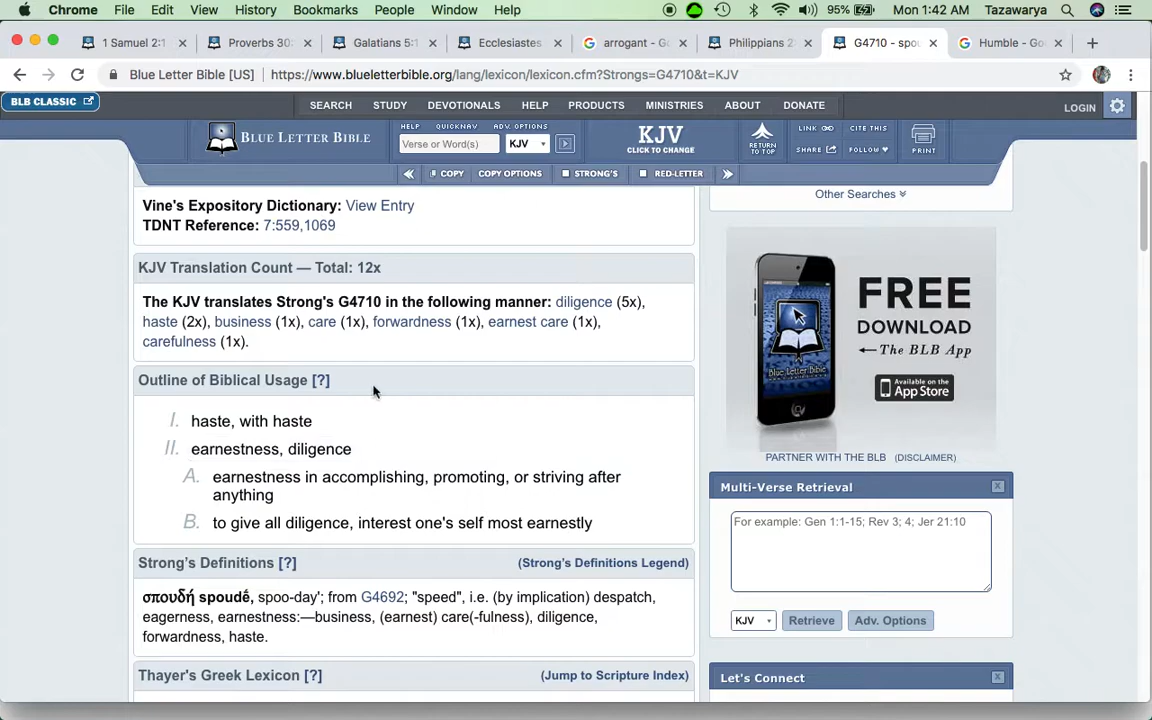 Chrome File Edit View History Bookmarks People Window Help 95% Mon 1:42 AM Tazawarya
1 Samuel 2:1 × Proverbs 30: × Galatians 5:1 × Ecclesiastes × arrogant - Go × Philippians 2 × G4710 - spou × Humble - Goo × +
Blue Letter Bible [US] https://www.blueletterbible.org/lang/lexicon/lexicon.cfm?Strongs=G4710&t=KJV
BLB CLASSIC
SEARCH STUDY DEVOTIONALS HELP PRODUCTS MINISTRIES ABOUT DONATE LOGIN
BLUE LETTER BIBLE
HELP QUICKNAV ADV. OPTIONS
Verse or Word(s) KJV
KJV
CLICK TO CHANGE
RETURN
TO TOP
LINK CITE THIS
SHARE FOLLOW
PRINT
COPY COPY OPTIONS STRONG'S RED-LETTER
Vine's Expository Dictionary: View Entry
TDNT Reference: 7:559,1069
KJV Translation Count — Total: 12x
The KJV translates Strong's G4710 in the following manner: diligence (5x),
haste (2x), business (1x), care (1x), forwardness (1x), earnest care (1x),
carefulness (1x).
Outline of Biblical Usage [?]
I. haste, with haste
II. earnestness, diligence
A. earnestness in accomplishing, promoting, or striving after
anything
B. to give all diligence, interest one's self most earnestly
Strong's Definitions [?] (Strong's Definitions Legend)
σπουδή spoudḗ, spoo-day'; from G4692; "speed", i.e. (by implication) despatch,
eagerness, earnestness:—business, (earnest) care(-fulness), diligence,
forwardness, haste.
Thayer's Greek Lexicon [?] (Jump to Scripture Index)
Other Searches
FREE
DOWNLOAD
The BLB App
Available on the
App Store
PARTNER WITH THE BLB (DISCLAIMER)
Multi-Verse Retrieval x
For example: Gen 1:1-15; Rev 3; 4; Jer 21:10
KJV Retrieve Adv. Options
Let's Connect x